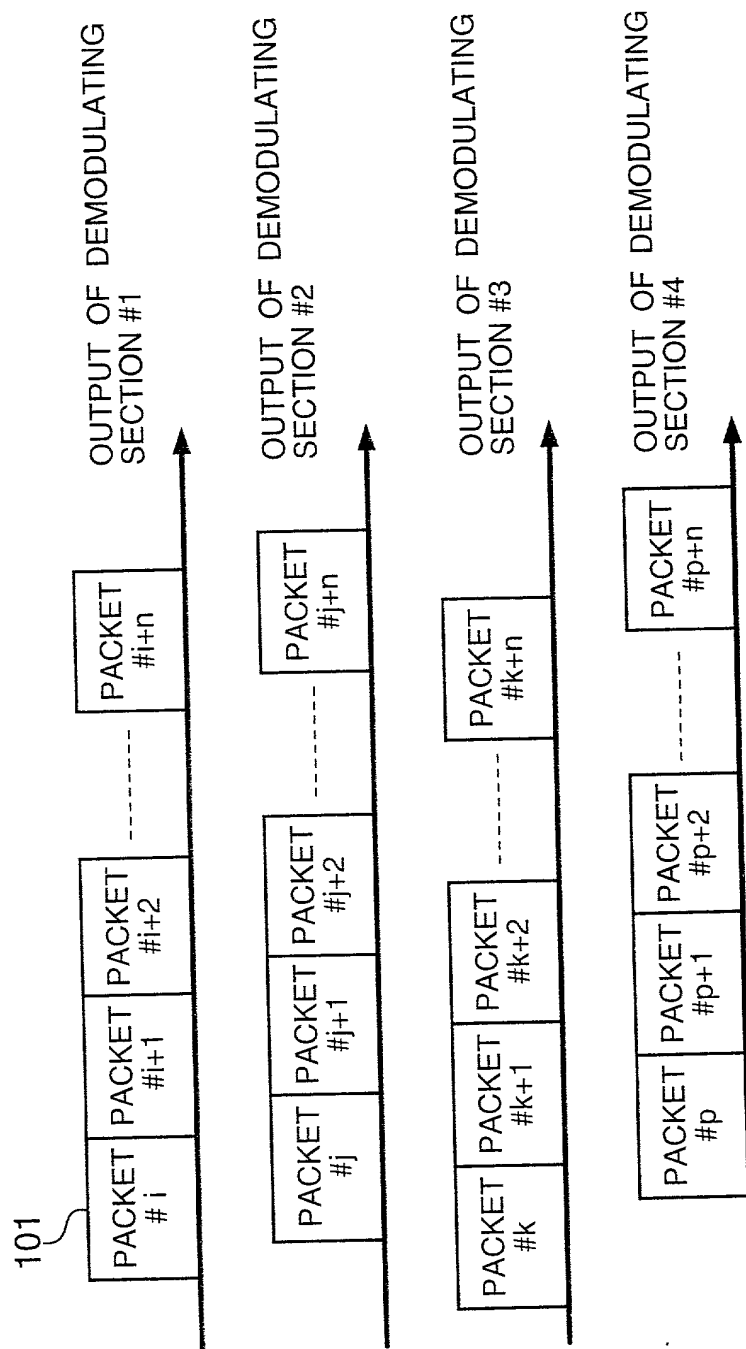 101
PACKET
# i
PACKET
#i+1
PACKET
#i+2
PACKET
#i+n
OUTPUT OF DEMODULATING
SECTION #1
PACKET
#j
PACKET
#j+1
PACKET
#j+2
PACKET
#j+n
OUTPUT OF DEMODULATING
SECTION #2
PACKET
#k
PACKET
#k+1
PACKET
#k+2
PACKET
#k+n
OUTPUT OF DEMODULATING
SECTION #3
PACKET
#p
PACKET
#p+1
PACKET
#p+2
PACKET
#p+n
OUTPUT OF DEMODULATING
SECTION #4